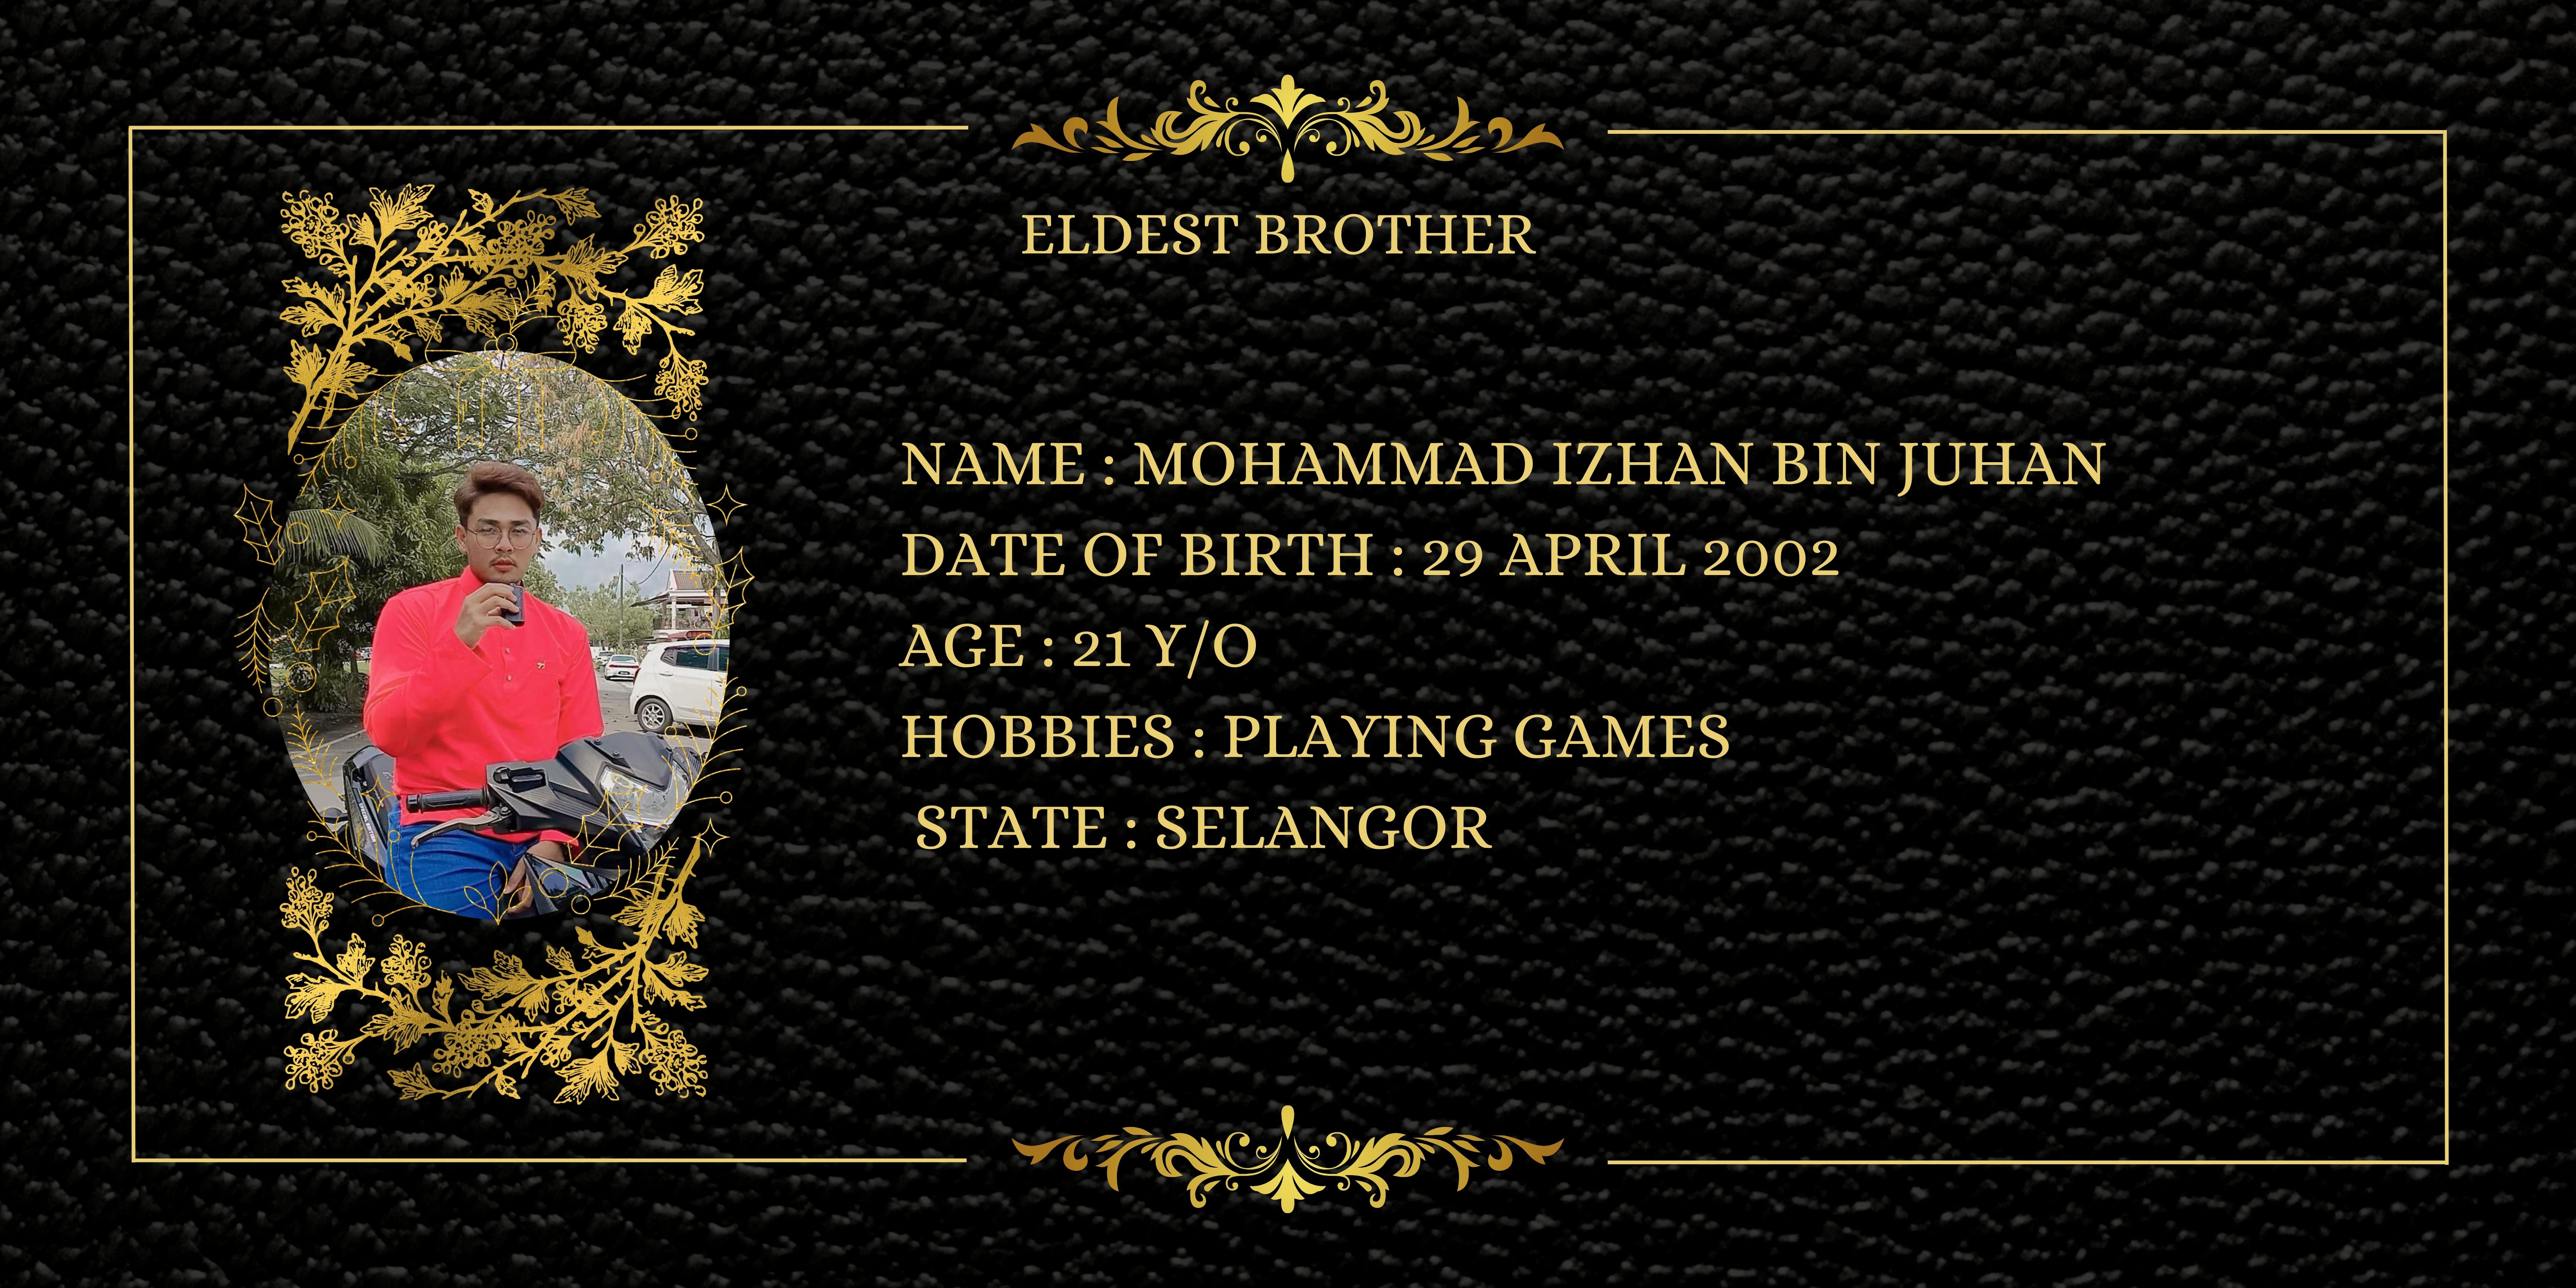 ELDEST BROTHER
NAME : MOHAMMAD IZHAN BIN JUHAN
DATE OF BIRTH : 29 APRIL 2002
AGE : 21 Y/O
HOBBIES : PLAYING GAMES
STATE : SELANGOR